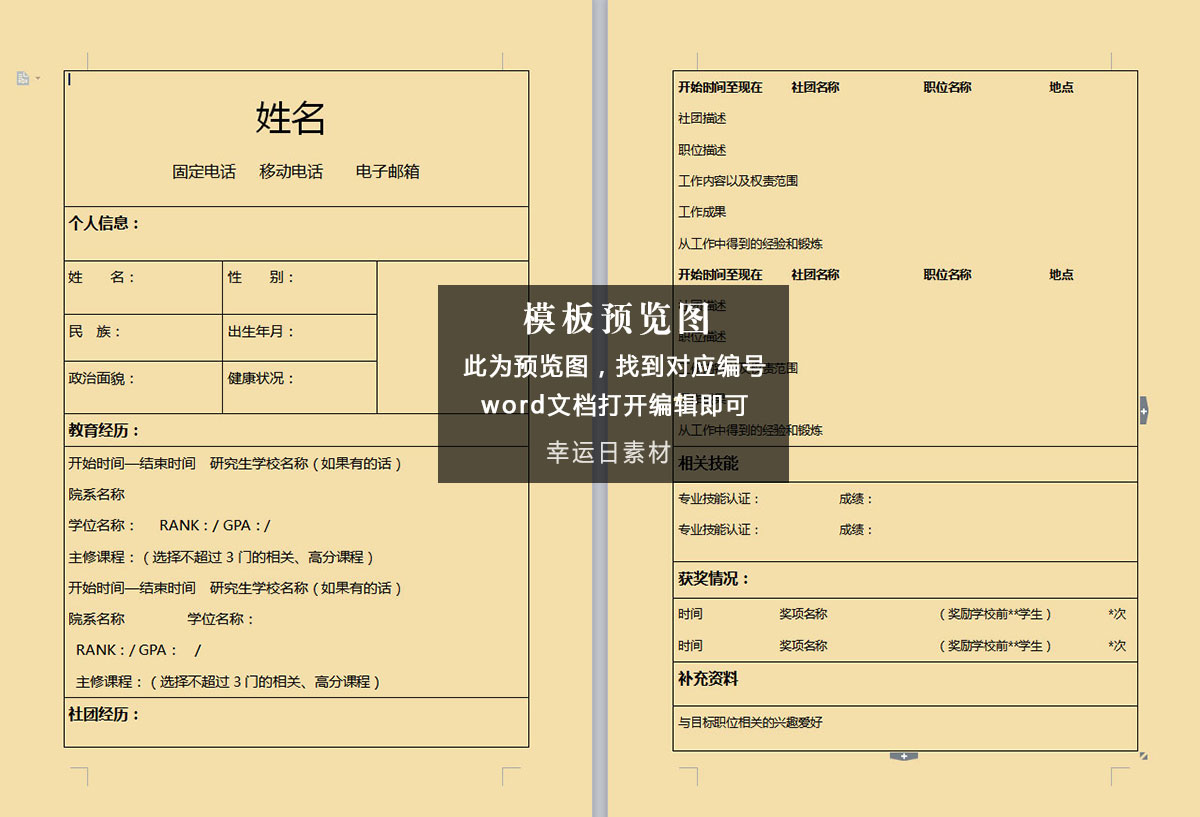 姓名
固定电话 移动电话 电子邮箱
个人信息：
姓 名： 性 别：
民 族： 出生年月：
政治面貌： 健康状况：
教育经历：
开始时间—结束时间 研究生学校名称（如果有的话）
院系名称
学位名称： RANK：/ GPA：/
主修课程：（选择不超过 3 门的相关、高分课程）
开始时间—结束时间 研究生学校名称（如果有的话）
院系名称 学位名称：
RANK：/ GPA： /
主修课程：（选择不超过 3 门的相关、高分课程）
社团经历：
开始时间至现在 社团名称 职位名称 地点
社团描述
职位描述
工作内容以及权责范围
工作成果
从工作中得到的经验和锻炼
开始时间至现在 社团名称 职位名称 地点
社团描述
职位描述
责范围
从工作中得到的经验和锻炼
相关技能
专业技能认证： 成绩：
专业技能认证： 成绩：
获奖情况：
时间 奖项名称 （奖励学校前**学生） *次
时间 奖项名称 （奖励学校前**学生） *次
补充资料
与目标职位相关的兴趣爱好
模板预览图
此为预览图，找到对应编号
word文档打开编辑即可
幸运日素材